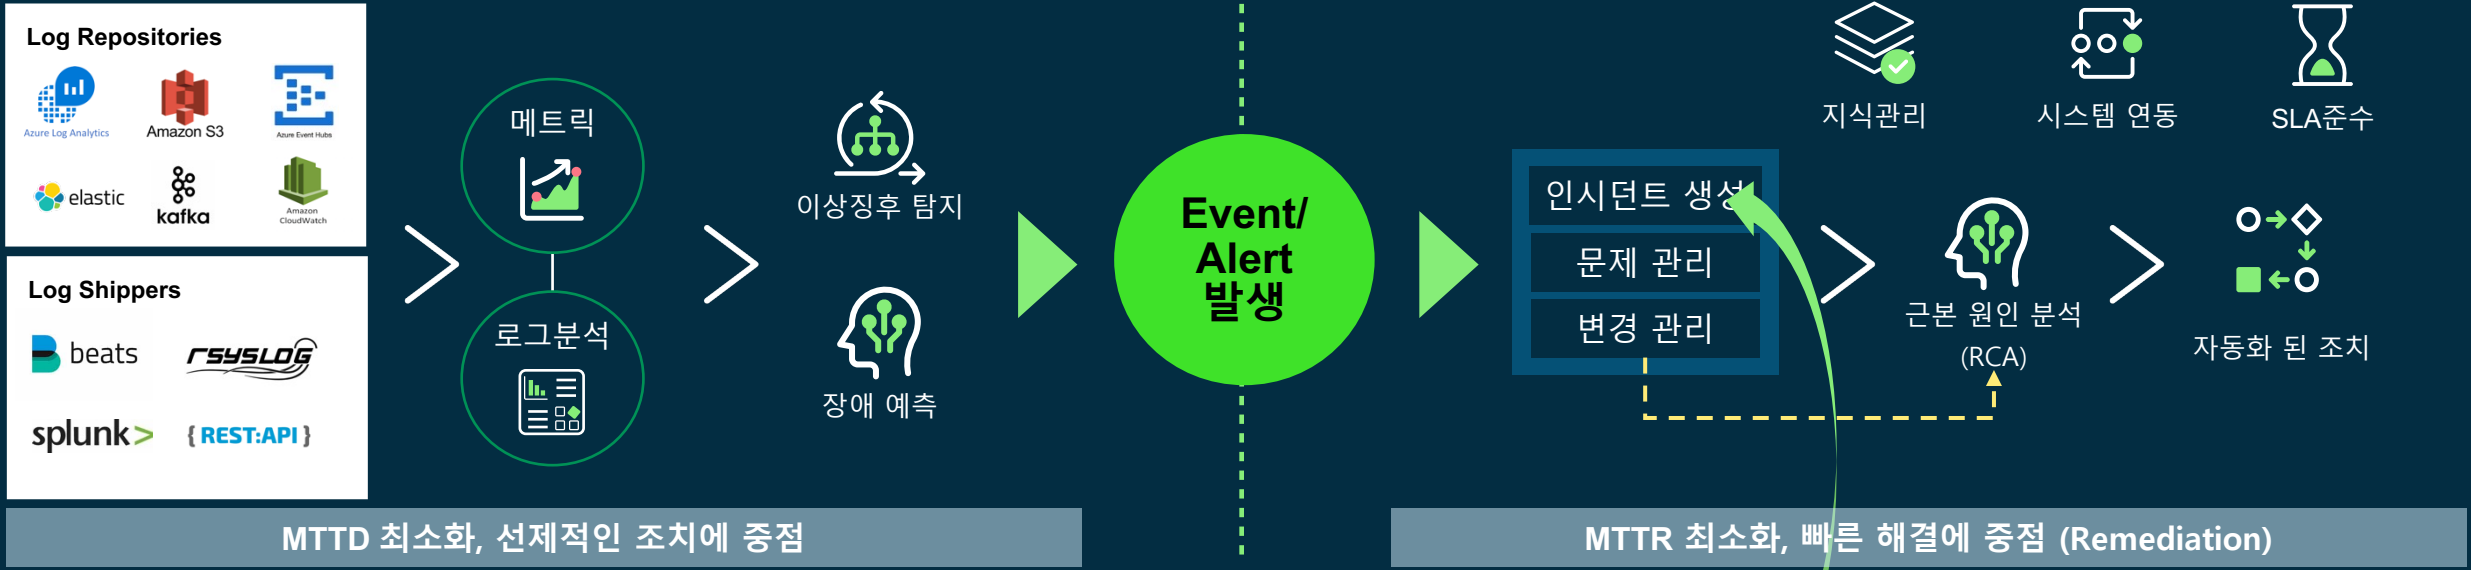 Log Repositories
Azure Log Analytics
Amazon S3
Azure Event Hubs
elastic
kafka
Amazon
CloudWatch
Log Shippers
beats
rsyslog
splunk>
{ REST:API }
메트릭
로그분석
이상징후 탐지
장애 예측
MTTD 최소화, 선제적인 조치에 중점
Event/
Alert
발생
지식관리
시스템 연동
SLA준수
인시던트 생성
문제 관리
변경 관리
근본 원인 분석
(RCA)
자동화 된 조치
MTTR 최소화, 빠른 해결에 중점 (Remediation)